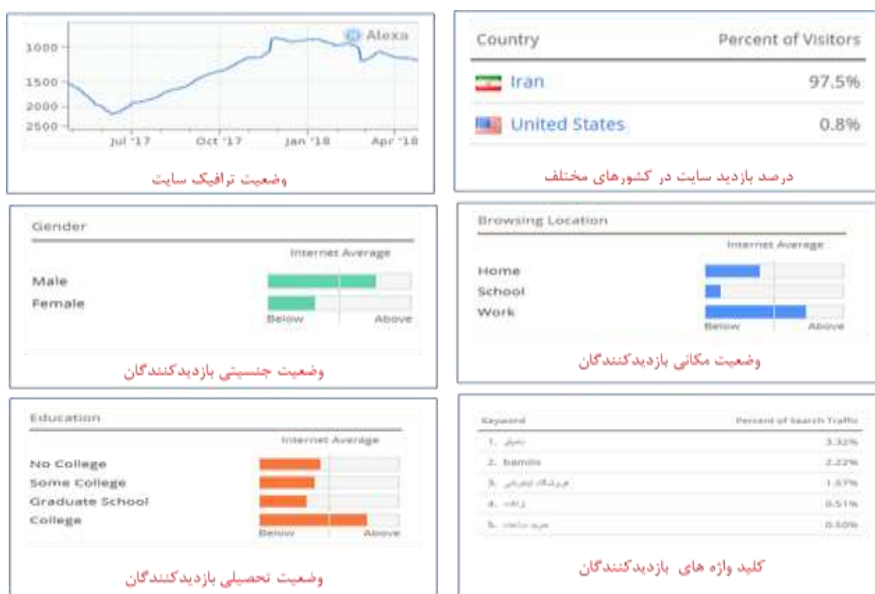 Alexa
1000
1500
2000
2500
Jul '17
Oct '17
Jan '18
Apr '18
وضعیت ترافیک سایت
Country Percent of Visitors
Iran 97.5%
United States 0.8%
درصد بازدید سایت در کشورهای مختلف
Gender
Internet Average
Male
Female
Below Above
وضعیت جنسیتی بازدیدکنندگان
Browsing Location
Internet Average
Home
School
Work
Below Above
وضعیت مکانی بازدیدکنندگان
Education
Internet Average
No College
Some College
Graduate School
College
Below Above
وضعیت تحصیلی بازدیدکنندگان
Keyword Percent of Search Traffic
1. بامیلو 3.32%
2. bamilo 2.22%
3. فروشگاه اینترنتی 1.67%
4. 0.51%
5. خرید ساعت 0.50%
کلید واژه های بازدیدکنندگان